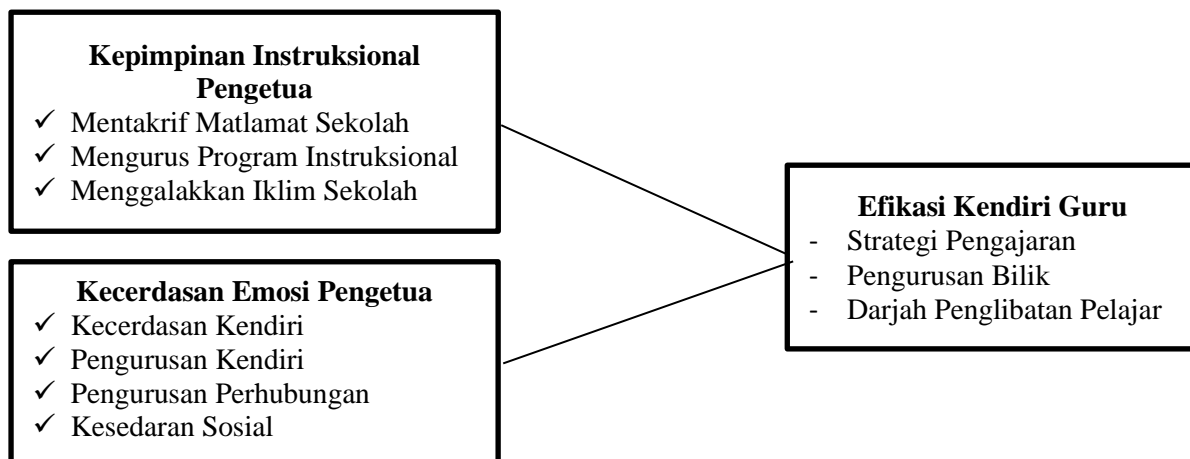 Kepimpinan Instruksional
Pengetua
✓ Mentakrif Matlamat Sekolah
✓ Mengurus Program Instruksional
✓ Menggalakkan Iklim Sekolah
Kecerdasan Emosi Pengetua
✓ Kecerdasan Kendiri
✓ Pengurusan Kendiri
✓ Pengurusan Perhubungan
✓ Kesedaran Sosial
Efikasi Kendiri Guru
- Strategi Pengajaran
- Pengurusan Bilik
- Darjah Penglibatan Pelajar